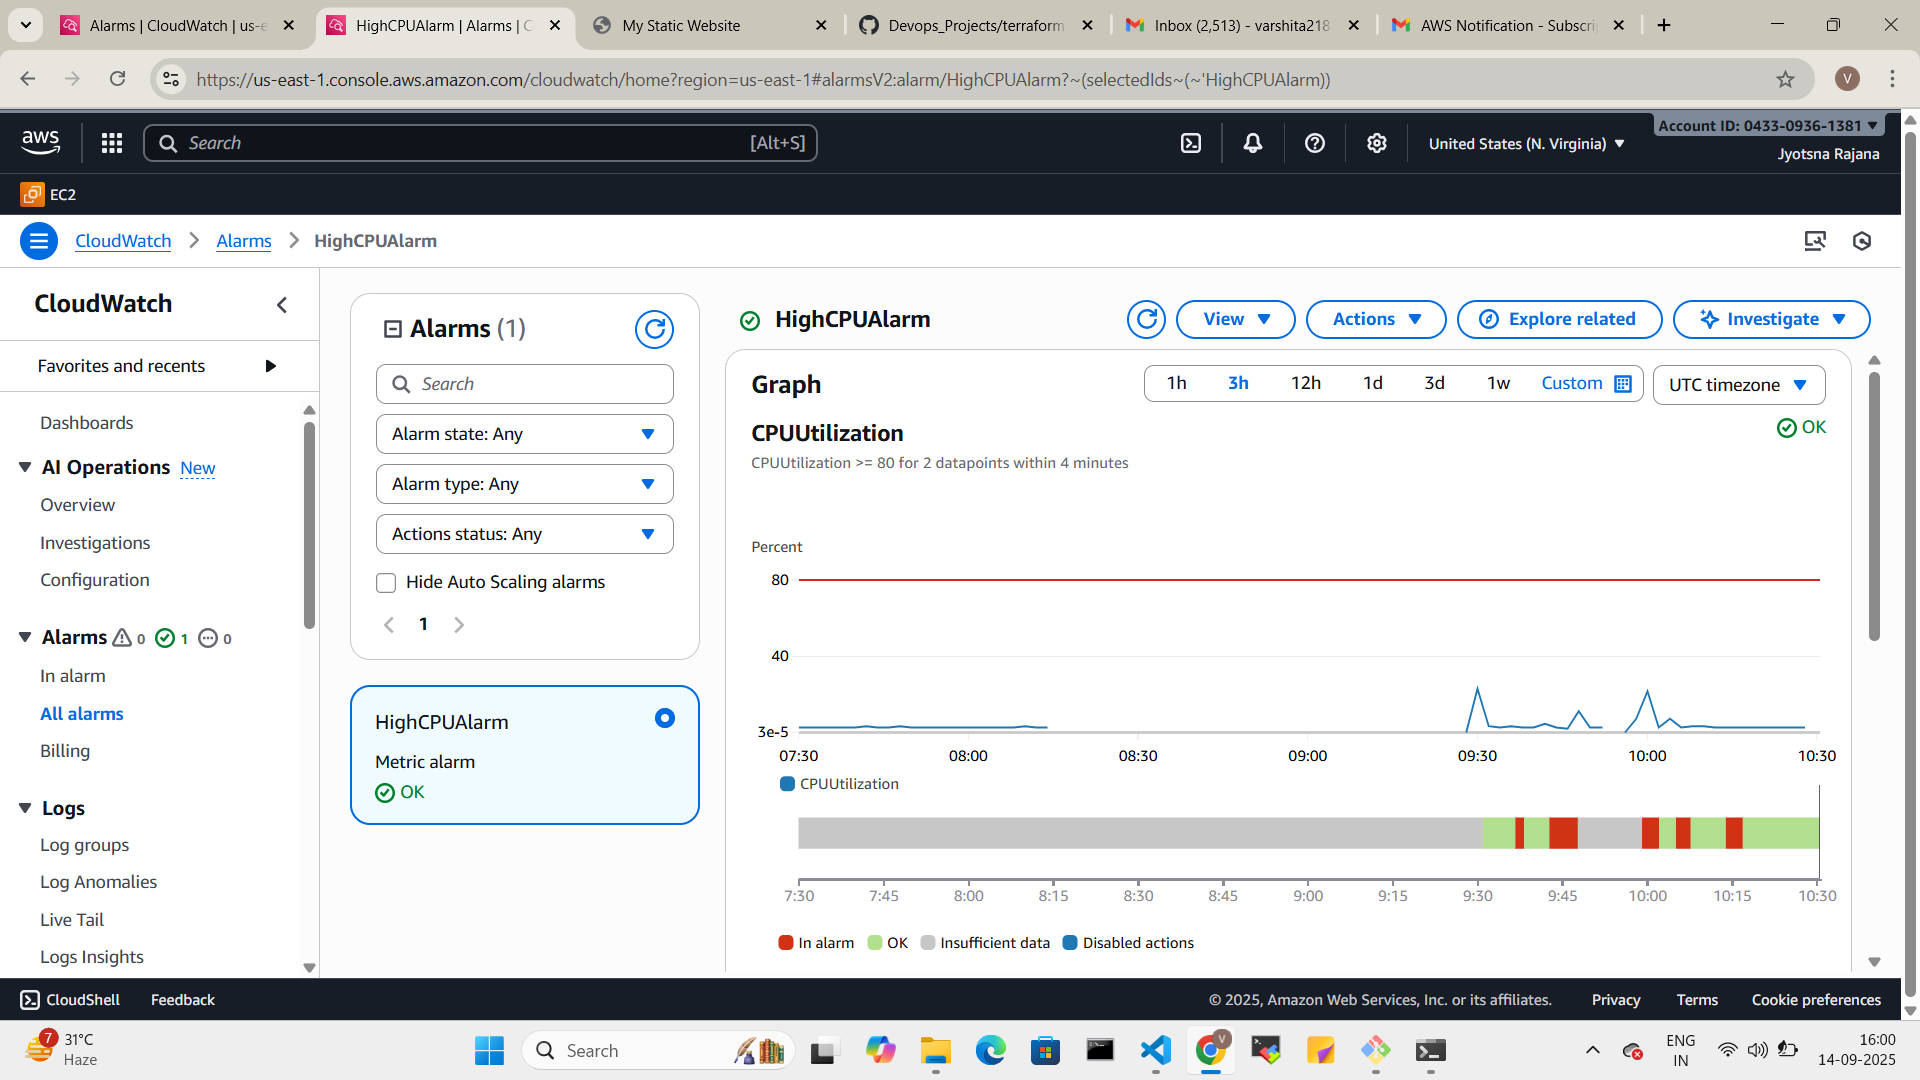 Alarms | CloudWatch | us-e
HighCPUAlarm | Alarms | C
My Static Website
Devops_Projects/terraform
Inbox (2,513) - varshita218
AWS Notification - Subscri
https://us-east-1.console.aws.amazon.com/cloudwatch/home?region=us-east-1#alarmsV2:alarm/HighCPUAlarm?~(selectedIds~(~'HighCPUAlarm))
V
aws
Search
[Alt+S]
United States (N. Virginia)
Account ID: 0433-0936-1381
Jyotsna Rajana
EC2
CloudWatch
Alarms
HighCPUAlarm
CloudWatch
Favorites and recents
Dashboards
AI Operations New
Overview
Investigations
Configuration
Alarms 0 1 0
In alarm
All alarms
Billing
Logs
Log groups
Log Anomalies
Live Tail
Logs Insights
Alarms (1)
Search
Alarm state: Any
Alarm type: Any
Actions status: Any
Hide Auto Scaling alarms
1
HighCPUAlarm
Metric alarm
OK
HighCPUAlarm
View
Actions
Explore related
Investigate
Graph
1h 3h 12h 1d 3d 1w Custom
UTC timezone
CPUUtilization
OK
CPUUtilization >= 80 for 2 datapoints within 4 minutes
Percent
80
40
3e-5
07:30 08:00 08:30 09:00 09:30 10:00 10:30
CPUUtilization
7:30 7:45 8:00 8:15 8:30 8:45 9:00 9:15 9:30 9:45 10:00 10:15 10:30
In alarm OK Insufficient data Disabled actions
CloudShell Feedback
© 2025, Amazon Web Services, Inc. or its affiliates. Privacy Terms Cookie preferences
7
31°C
Haze
Search
V
ENG
IN
16:00
14-09-2025